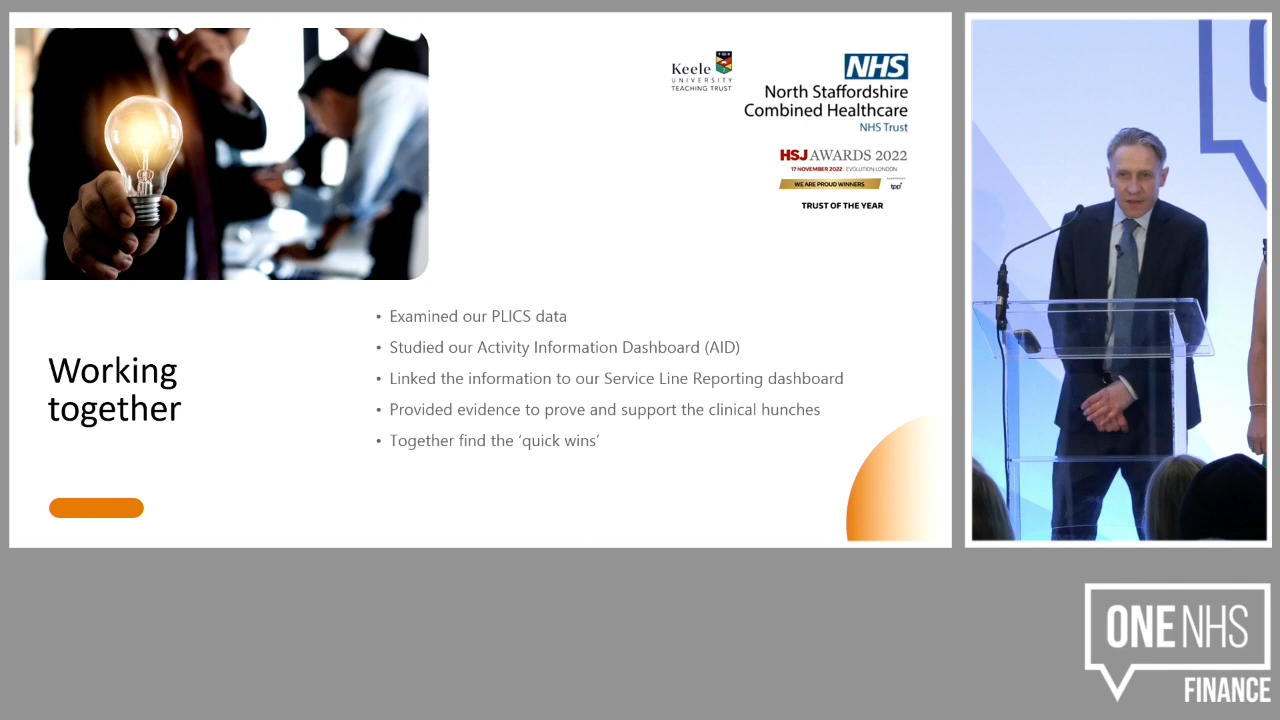 Keele
UNIVERSITY
TEACHING TRUST
NHS
North Staffordshire
Combined Healthcare
NHS Trust
HSJ AWARDS 2022
17 NOVEMBER 2022 | EVOLUTION LONDON
WE ARE PROUD WINNERS
tpp
TRUST OF THE YEAR
Working
together
• Examined our PLICS data
• Studied our Activity Information Dashboard (AID)
• Linked the information to our Service Line Reporting dashboard
• Provided evidence to prove and support the clinical hunches
• Together find the ‘quick wins’
ONE NHS
FINANCE